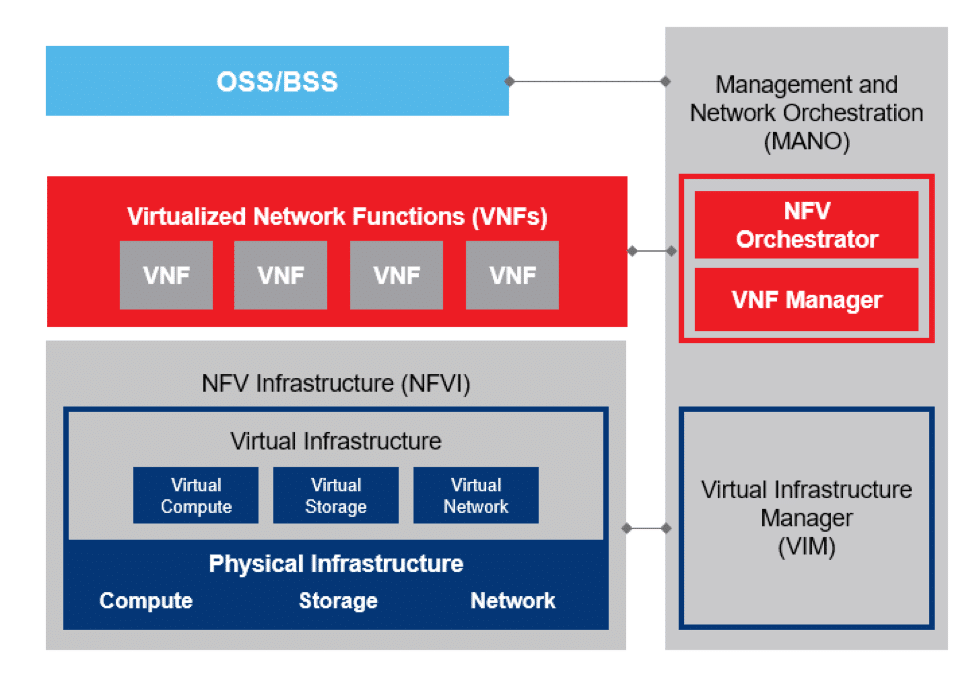 OSS/BSS
Management and
Network Orchestration
(MANO)
Virtualized Network Functions (VNFs)
VNF
VNF
VNF
VNF
NFV
Orchestrator
VNF Manager
NFV Infrastructure (NFVI)
Virtual Infrastructure
Virtual
Compute
Virtual
Storage
Virtual
Network
Physical Infrastructure
Compute
Storage
Network
Virtual Infrastructure
Manager
(VIM)